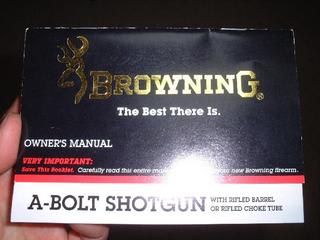 BROWNING®
The Best There Is.
OWNER'S MANUAL
VERY IMPORTANT:
Save This Booklet. Carefully read this entire new Browning firearm.
A-BOLT SHOTGUN WITH RIFLED BARREL
OR RIFLED CHOKE TUBE